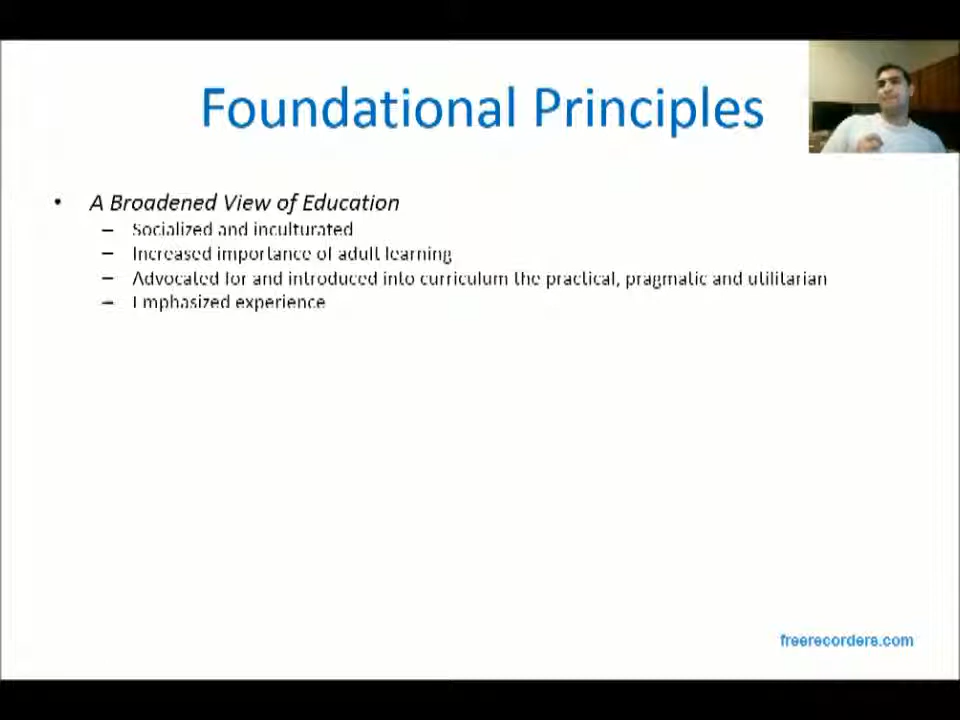 Foundational Principles
• A Broadened View of Education
– Socialized and inculturated
– Increased importance of adult learning
– Advocated for and introduced into curriculum the practical, pragmatic and utilitarian
– Emphasized experience
freerecorders.com